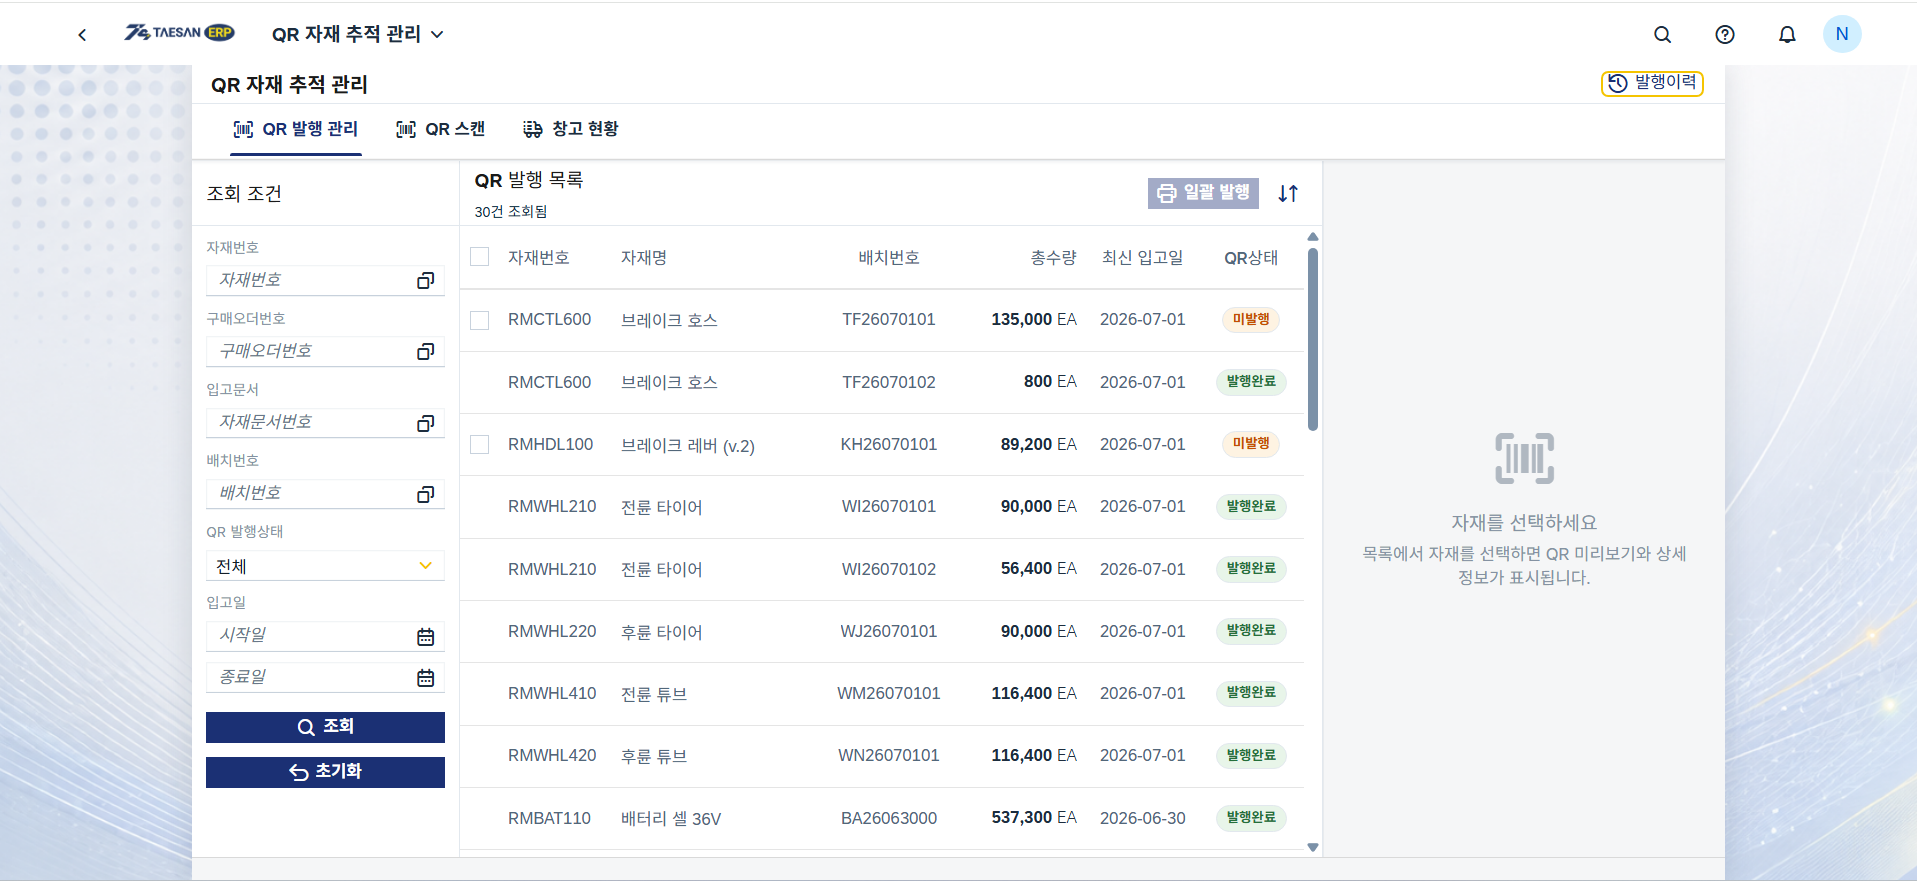 TAESAN ERP
QR 자재 추적 관리
N
QR 자재 추적 관리
발행이력
QR 발행 관리
QR 스캔
창고 현황
조회 조건
자재번호
자재번호
구매오더번호
구매오더번호
입고문서
자재문서번호
배치번호
배치번호
QR 발행상태
전체
입고일
시작일
종료일
조회
초기화
QR 발행 목록
30건 조회됨
일괄 발행
자재번호 자재명 배치번호 총수량 최신 입고일 QR상태
RMCTL600 브레이크 호스 TF26070101 135,000 EA 2026-07-01 미발행
RMCTL600 브레이크 호스 TF26070102 800 EA 2026-07-01 발행완료
RMHDL100 브레이크 레버 (v.2) KH26070101 89,200 EA 2026-07-01 미발행
RMWHL210 전륜 타이어 WI26070101 90,000 EA 2026-07-01 발행완료
RMWHL210 전륜 타이어 WI26070102 56,400 EA 2026-07-01 발행완료
RMWHL220 후륜 타이어 WJ26070101 90,000 EA 2026-07-01 발행완료
RMWHL410 전륜 튜브 WM26070101 116,400 EA 2026-07-01 발행완료
RMWHL420 후륜 튜브 WN26070101 116,400 EA 2026-07-01 발행완료
RMBAT110 배터리 셀 36V BA26063000 537,300 EA 2026-06-30 발행완료
자재를 선택하세요
목록에서 자재를 선택하면 QR 미리보기와 상세
정보가 표시됩니다.